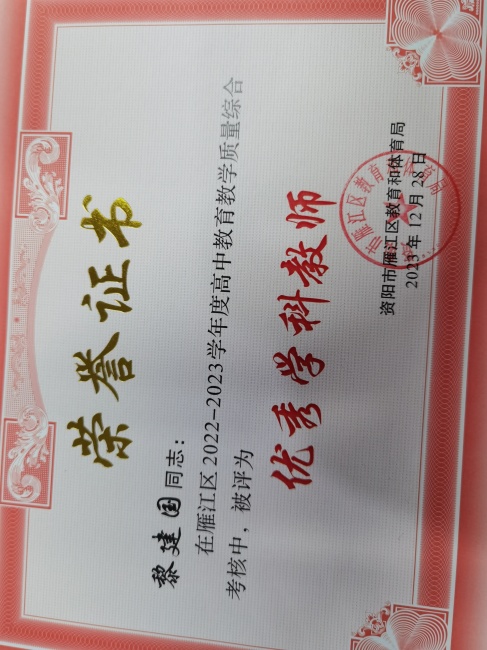 荣誉证书
黎建国同志：
在雁江区2022-2023学年度高中教育教学质量综合
考核中，被评为
优秀学科教师
资阳市雁江区教育和体育局
2023年12月28日